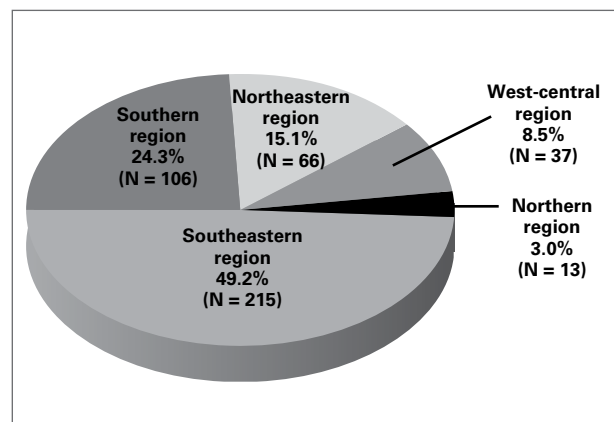 Southern
region
24.3%
(N = 106)
Northeastern
region
15.1%
(N = 66)
West-central
region
8.5%
(N = 37)
Northern
region
3.0%
(N = 13)
Southeastern
region
49.2%
(N = 215)